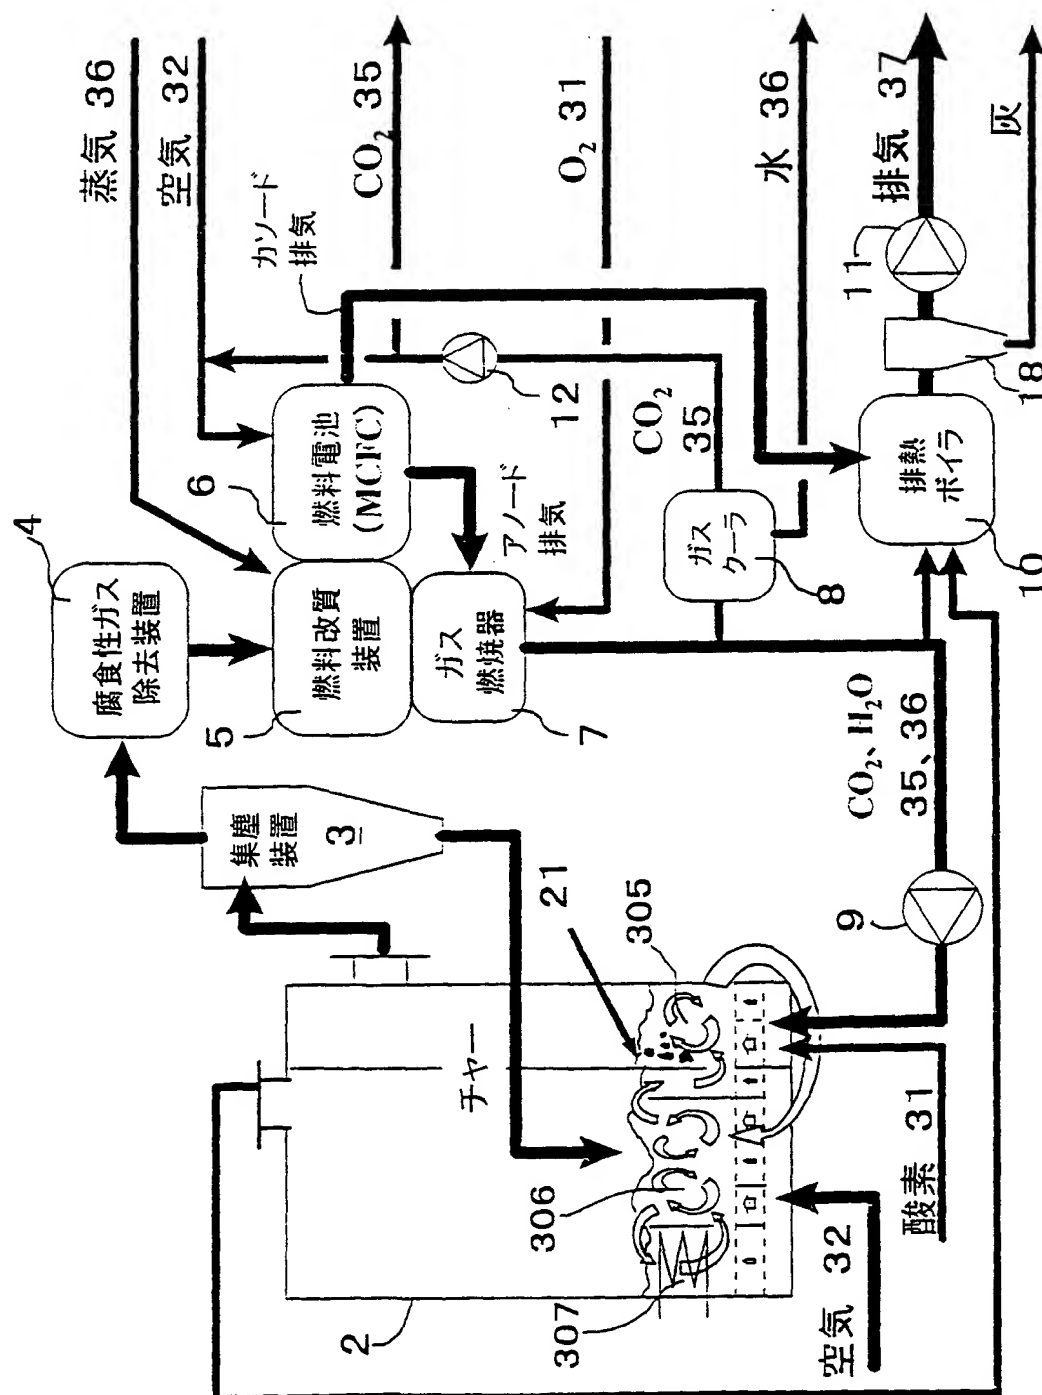 4
腐食性ガス
除去装置
蒸気 36
空気 32
6
5
燃料改質
装置
燃料電池
(MCFC)
カソード
排気
CO₂ 35
集塵
装置
3
2
チャー
7
ガス
燃焼器
アノード
排気
12
O₂ 31
21
305
306
307
CO₂
35
ガス
クーラ
8
水 36
空気 32
酸素 31
9
CO₂、H₂O
35、36
排熱
ボイラ
10
11
18
排気 37
灰